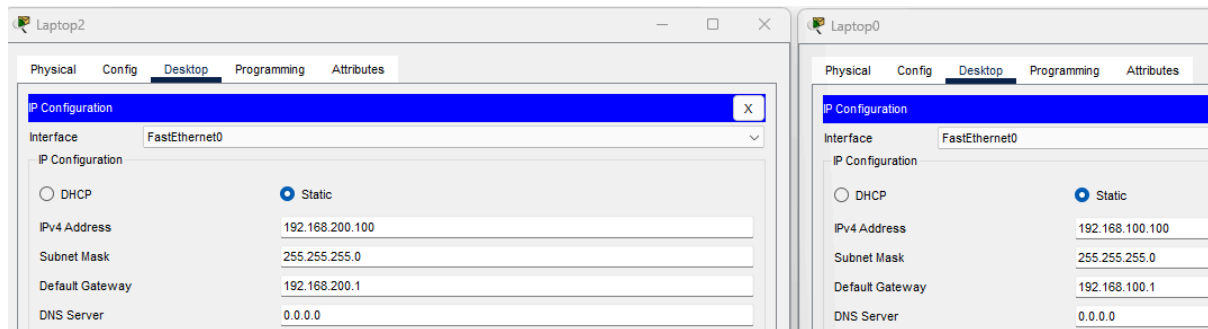 Laptop2
Physical Config Desktop Programming Attributes
IP Configuration X
Interface FastEthernet0
IP Configuration
DHCP Static
IPv4 Address 192.168.200.100
Subnet Mask 255.255.255.0
Default Gateway 192.168.200.1
DNS Server 0.0.0.0
Laptop0
Physical Config Desktop Programming Attributes
IP Configuration
Interface FastEthernet0
IP Configuration
DHCP Static
IPv4 Address 192.168.100.100
Subnet Mask 255.255.255.0
Default Gateway 192.168.100.1
DNS Server 0.0.0.0